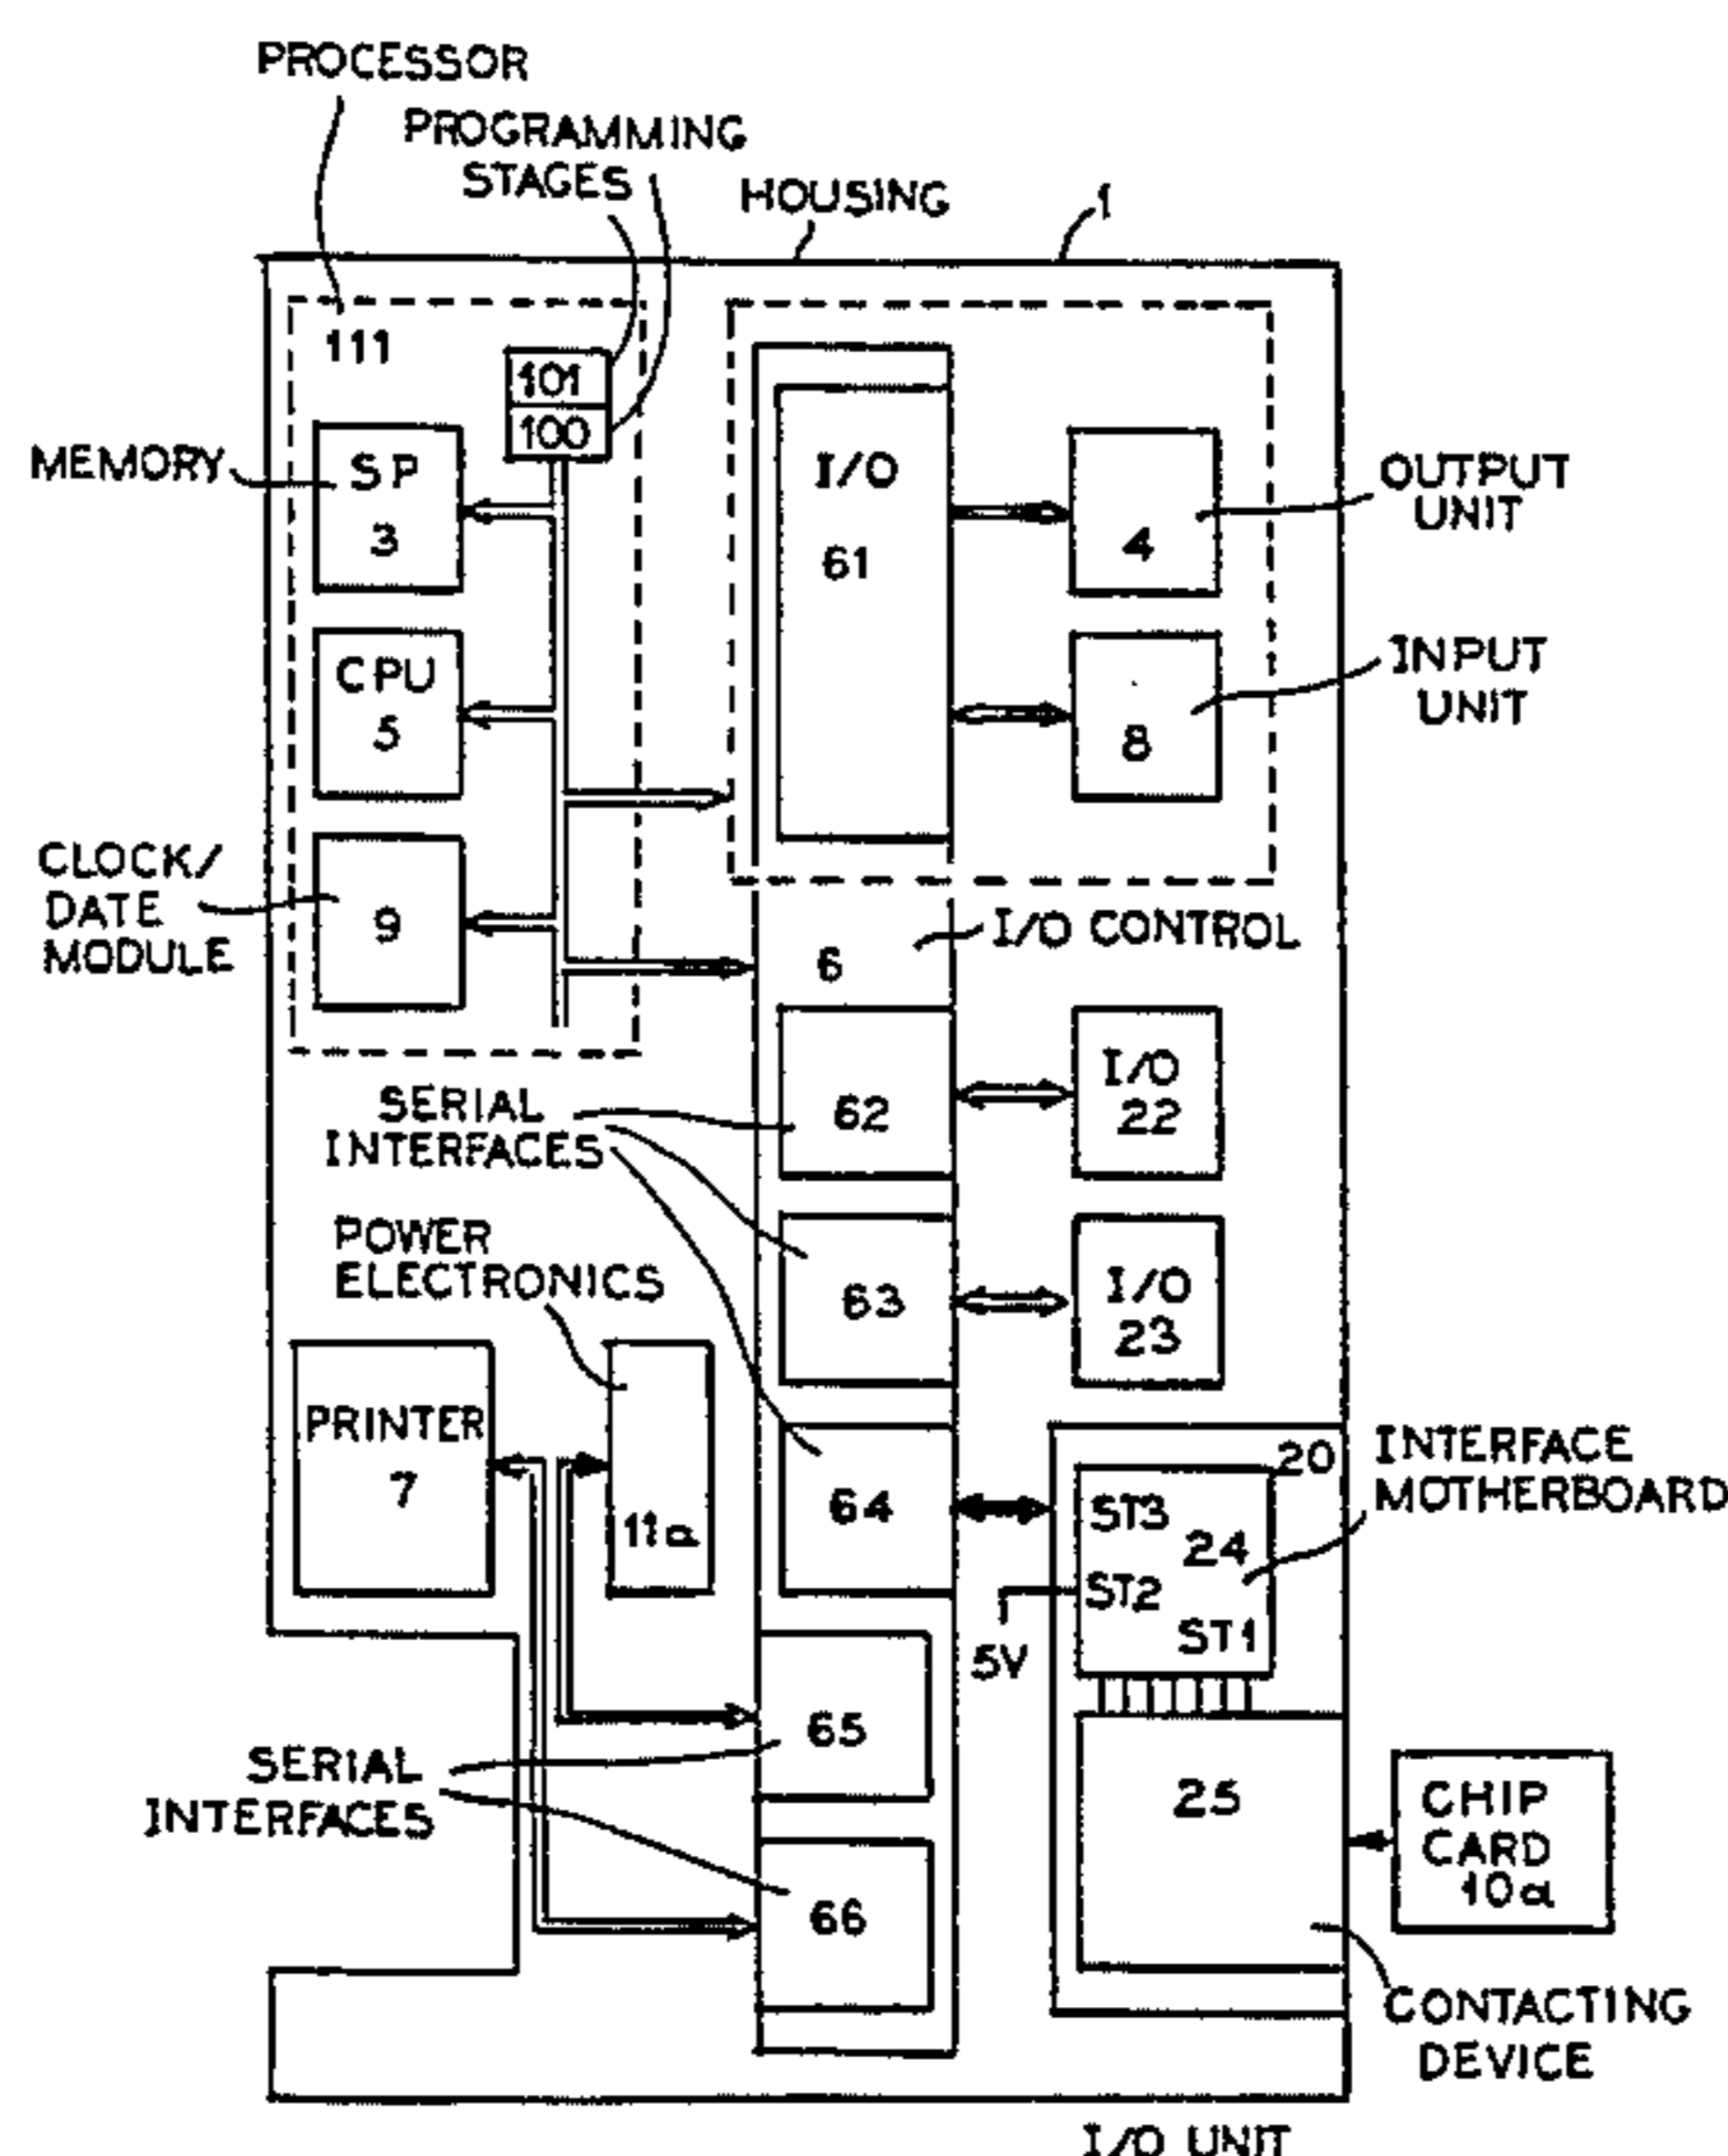 PROCESSOR
PROGRAMMING
STAGES
HOUSING
1
111
101
100
MEMORY
SP
3
I/O
61
4
OUTPUT
UNIT
CPU
5
8
INPUT
UNIT
CLOCK/
DATE
MODULE
9
6
I/O CONTROL
SERIAL
INTERFACES
62
I/O
22
POWER
ELECTRONICS
63
I/O
23
PRINTER
7
11a
64
20
ST3
24
ST2
ST1
5V
INTERFACE
MOTHERBOARD
SERIAL
INTERFACES
65
66
25
CHIP
CARD
10a
CONTACTING
DEVICE
I/O UNIT